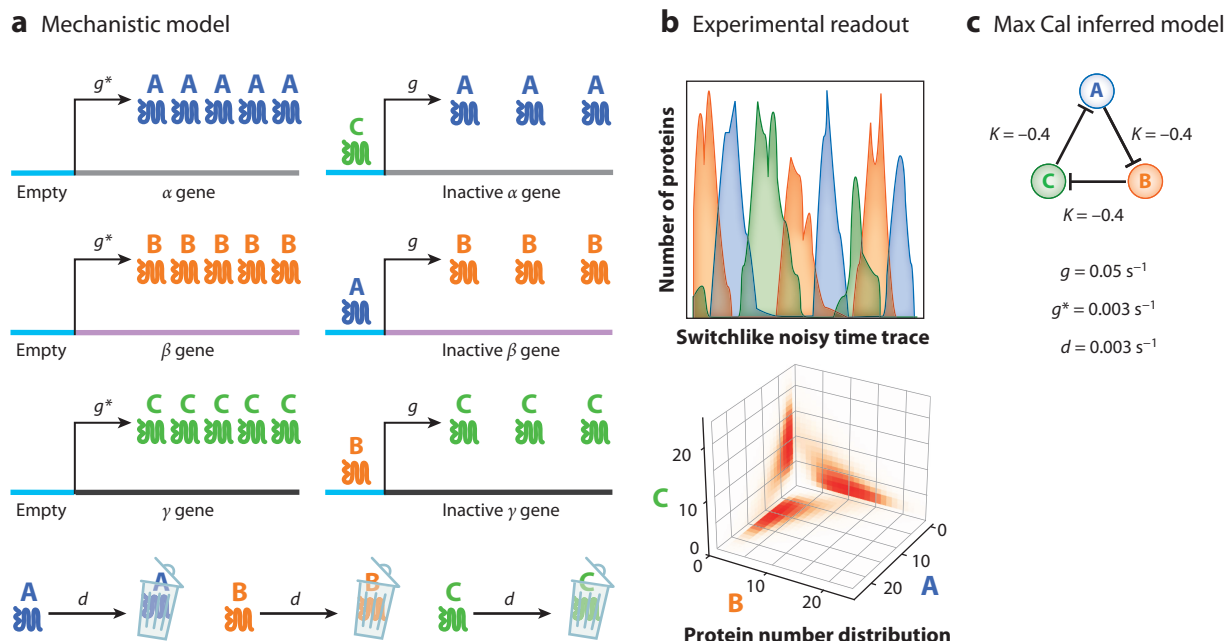 a Mechanistic model
g*
A A A A A
Empty
α gene
g
C
A A A
Inactive α gene
g*
B B B B B
Empty
β gene
g
A
B B B
Inactive β gene
g*
C C C C C
Empty
γ gene
g
B
C C C
Inactive γ gene
A
d
A
B
d
B
C
d
C
b Experimental readout
Number of proteins
Switchlike noisy time trace
20
10
0
C
0
10
20
B
0
10
20
A
Protein number distribution
c Max Cal inferred model
A
K = –0.4
K = –0.4
C
B
K = –0.4
g = 0.05 s⁻¹
g* = 0.003 s⁻¹
d = 0.003 s⁻¹